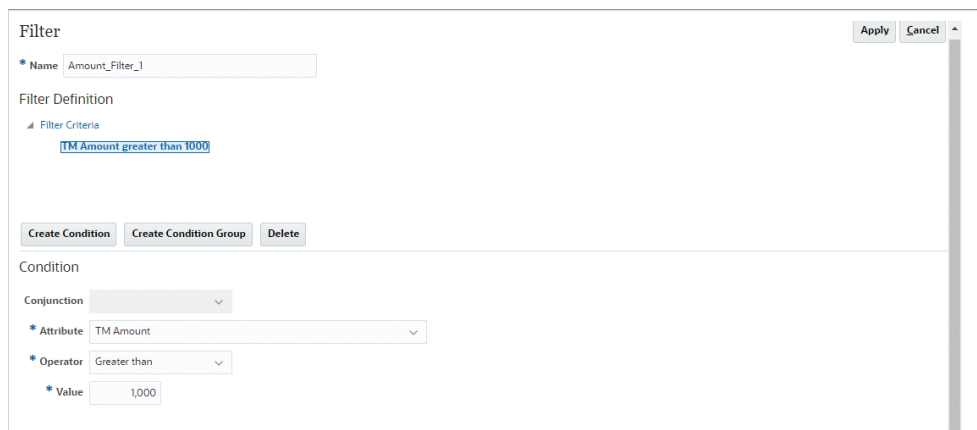 Filter
Apply
Cancel
* Name Amount_Filter_1
Filter Definition
Filter Criteria
TM Amount greater than 1000
Create Condition
Create Condition Group
Delete
Condition
Conjunction
* Attribute TM Amount
* Operator Greater than
* Value 1,000